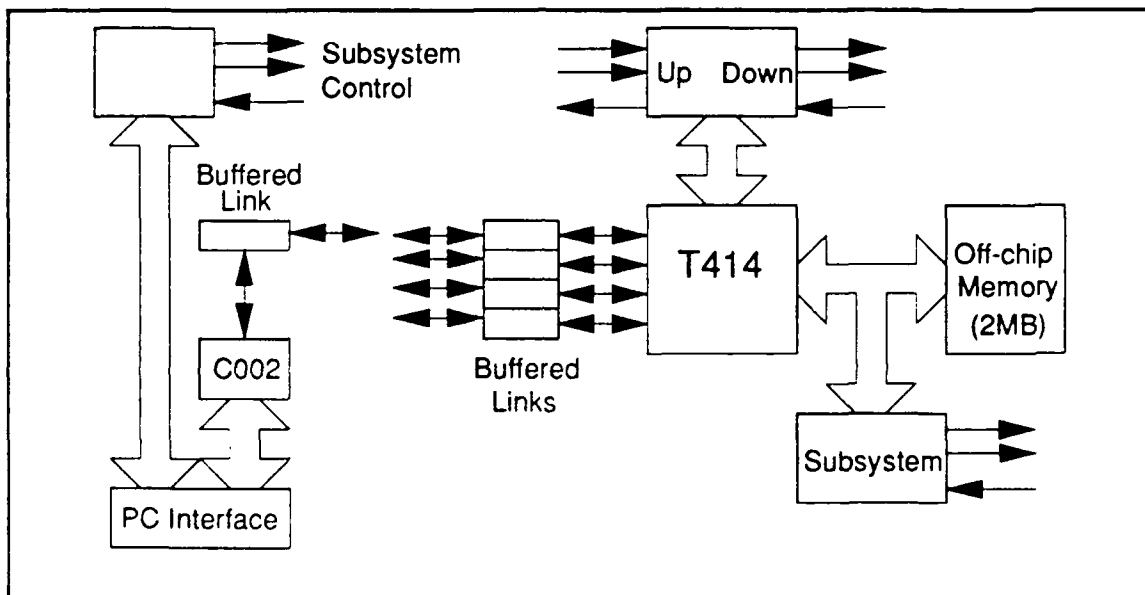 Subsystem
Control
Up Down
Buffered
Link
T414
Off-chip
Memory
(2MB)
C002
Buffered
Links
Subsystem
PC Interface